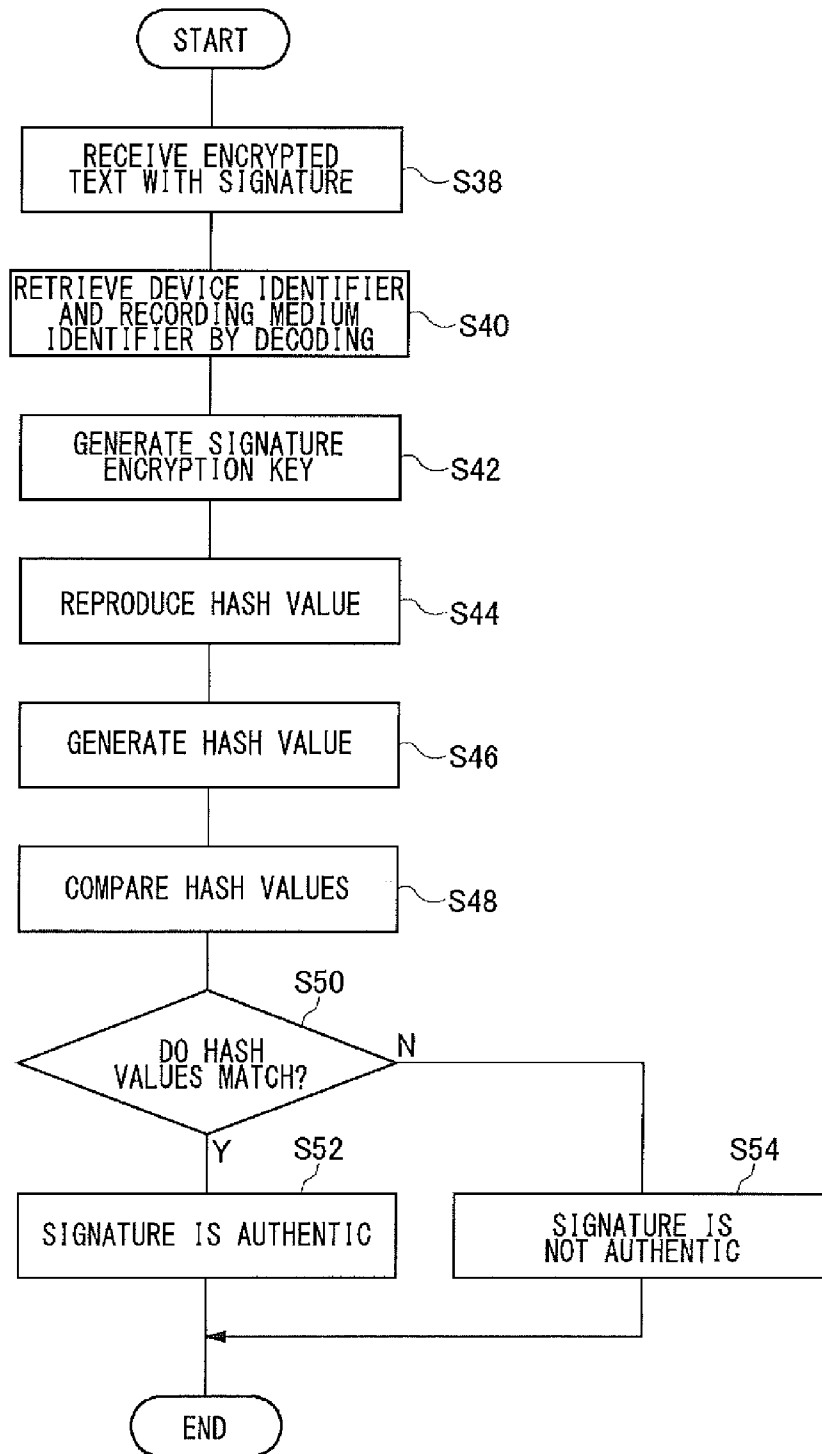 START
RECEIVE ENCRYPTED
TEXT WITH SIGNATURE
S38
RETRIEVE DEVICE IDENTIFIER
AND RECORDING MEDIUM
IDENTIFIER BY DECODING
S40
GENERATE SIGNATURE
ENCRYPTION KEY
S42
REPRODUCE HASH VALUE
S44
GENERATE HASH VALUE
S46
COMPARE HASH VALUES
S48
S50
DO HASH
VALUES MATCH?
N
Y
S52
SIGNATURE IS AUTHENTIC
S54
SIGNATURE IS
NOT AUTHENTIC
END